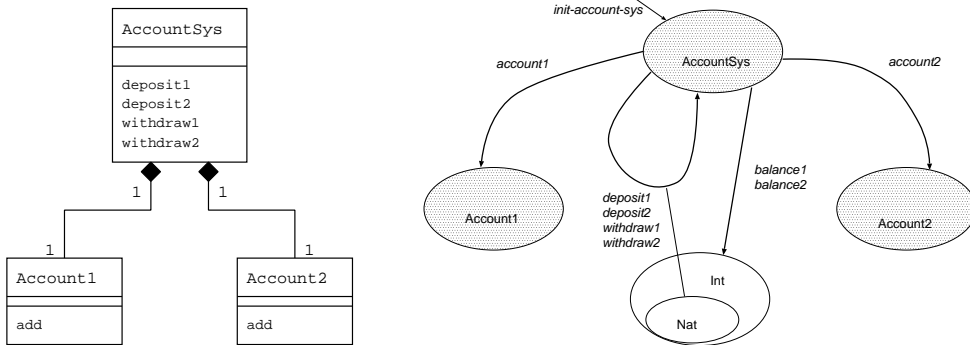 AccountSys
deposit1
deposit2
withdraw1
withdraw2
1
1
1
1
Account1
add
Account2
add
init-account-sys
AccountSys
account1
account2
balance1
balance2
Account1
deposit1
deposit2
withdraw1
withdraw2
Account2
Int
Nat